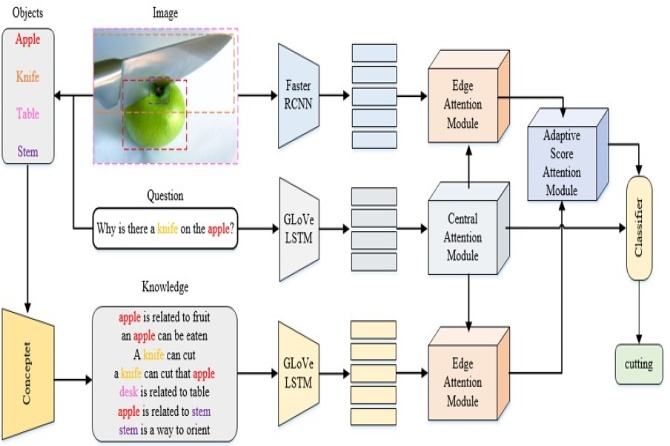 Objects
Image
Apple
Knife
Table
Stem
Faster
RCNN
Edge
Attention
Module
Adaptive
Score
Attention
Module
Question
Why is there a knife on the apple?
GLoVe
LSTM
Central
Attention
Module
Classifier
Knowledge
Conceptet
apple is related to fruit
an apple can be eaten
A knife can cut
a knife can cut that apple
desk is related to table
apple is related to stem
stem is a way to orient
GLoVe
LSTM
Edge
Attention
Module
cutting